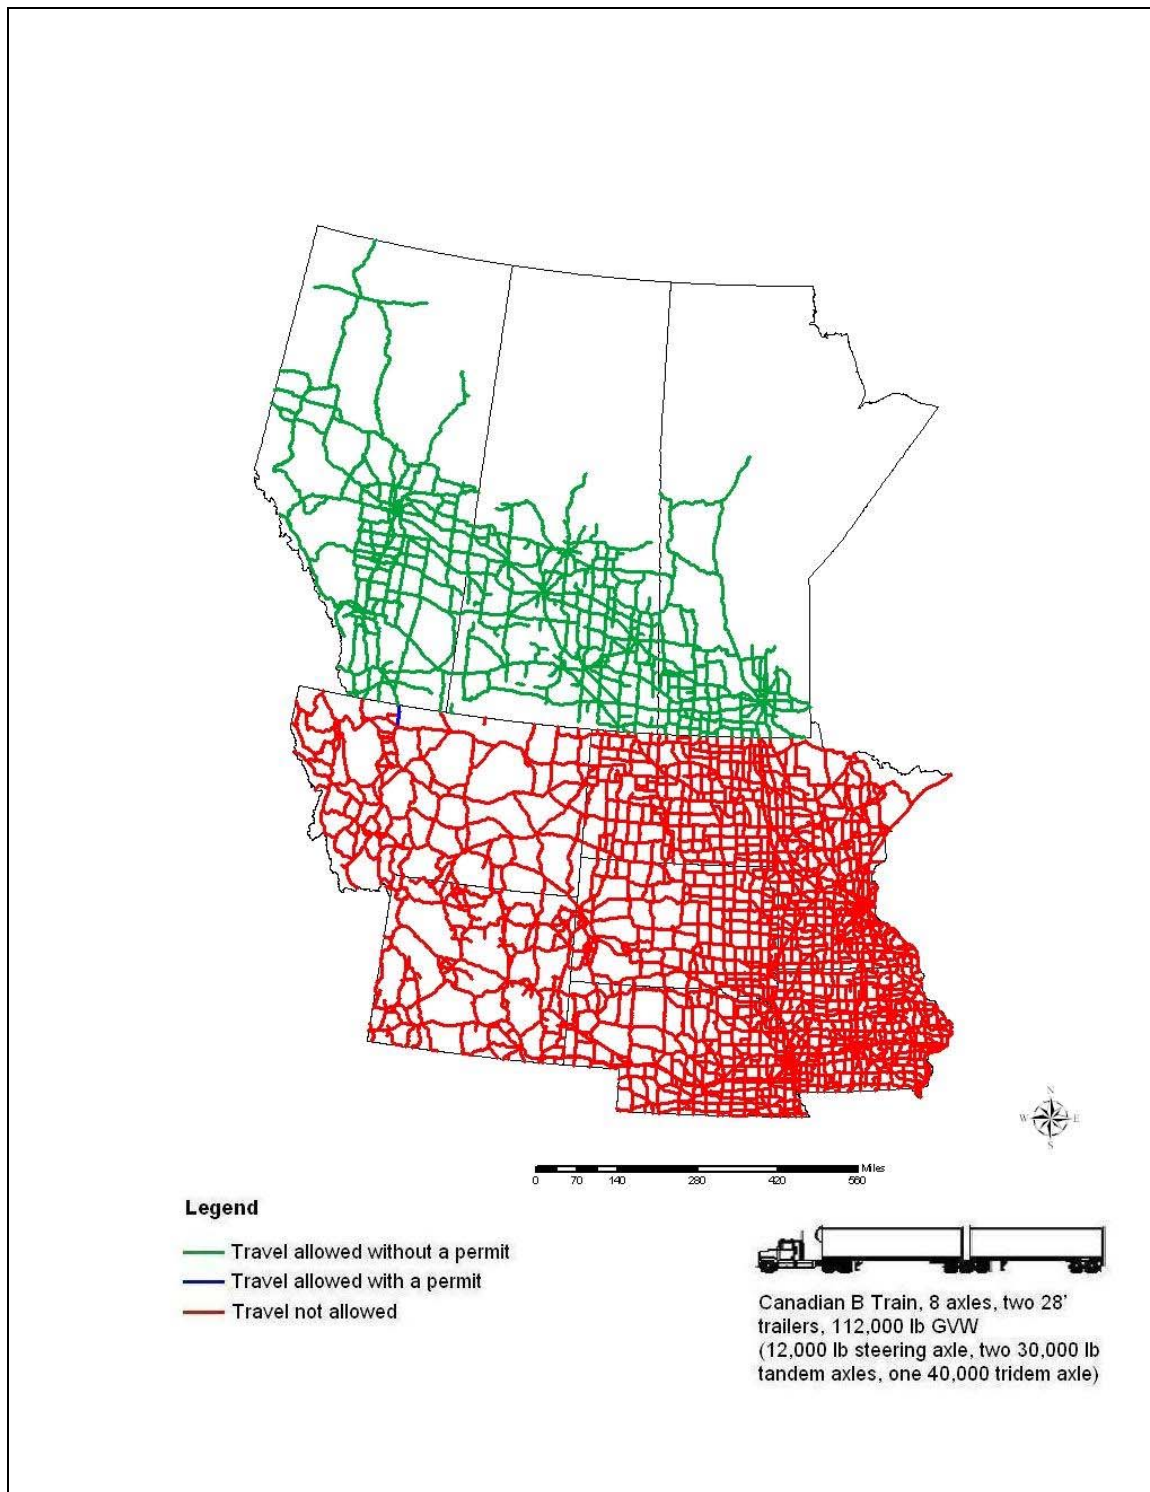 N
W E
S
Miles
0 70 140 280 420 560
Legend
Travel allowed without a permit
Travel allowed with a permit
Travel not allowed
Canadian B Train, 8 axles, two 28'
trailers, 112,000 lb GVW
(12,000 lb steering axle, two 30,000 lb
tandem axles, one 40,000 tridem axle)